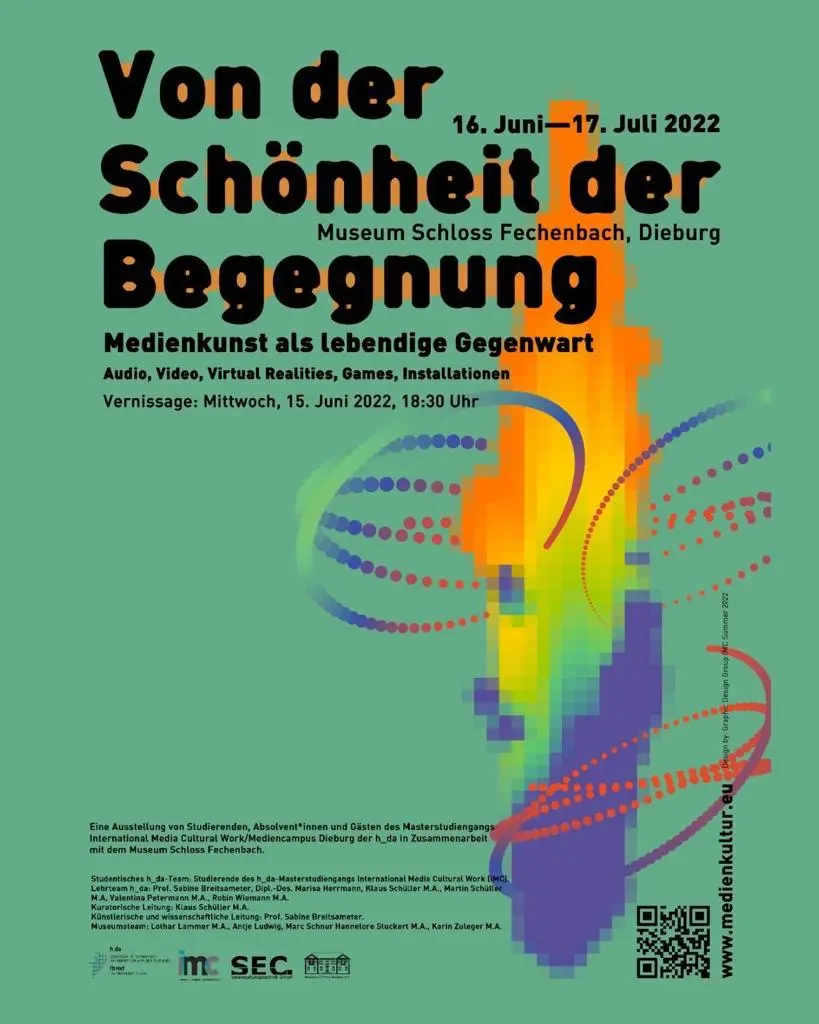 Von der
16. Juni—17. Juli 2022
Schönheit der
Museum Schloss Fechenbach, Dieburg
Begegnung
Medienkunst als lebendige Gegenwart
Audio, Video, Virtual Realities, Games, Installationen
Vernissage: Mittwoch, 15. Juni 2022, 18:30 Uhr
Design by: Graphic Design Group IMC Summer 2022
www.medienkultur.eu
Eine Ausstellung von Studierenden, Absolvent*innen und Gästen des Masterstudiengangs
International Media Cultural Work/Mediencampus Dieburg der h_da in Zusammenarbeit
mit dem Museum Schloss Fechenbach.
Studentisches h_da-Team: Studierende des h_da-Masterstudiengangs International Media Cultural Work (IMC).
Lehrteam h_da: Prof. Sabine Breitsameter, Dipl.-Des. Marisa Herrmann, Klaus Schüller M.A., Martin Schüller
M.A, Valentina Petermann M.A., Robin Wiemann M.A.
Kuratorische Leitung: Klaus Schüller M.A.
Künstlerische und wissenschaftliche Leitung: Prof. Sabine Breitsameter.
Museumsteam: Lothar Lammer M.A., Antje Ludwig, Marc Schnur Hannelore Stuckert M.A., Karin Zuleger M.A.
h_da
fbmd
imc
SEC.